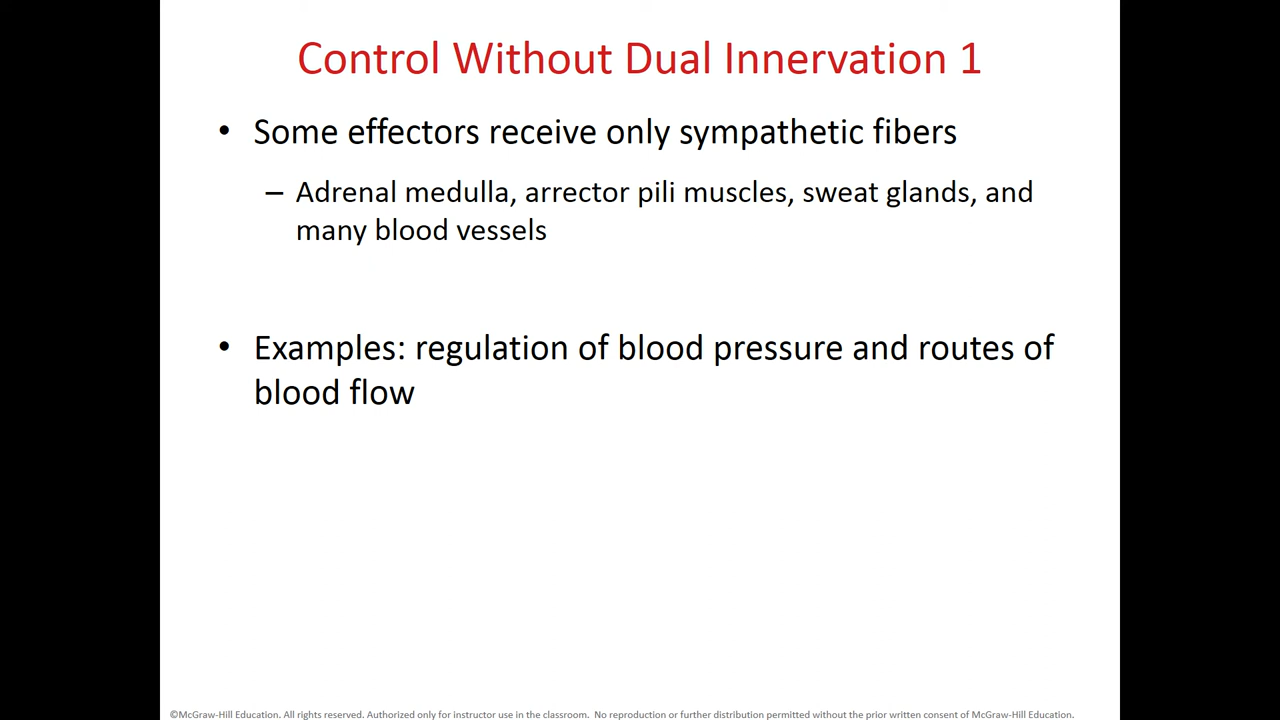 Control Without Dual Innervation 1
• Some effectors receive only sympathetic fibers
– Adrenal medulla, arrector pili muscles, sweat glands, and
many blood vessels
• Examples: regulation of blood pressure and routes of
blood flow
©McGraw-Hill Education. All rights reserved. Authorized only for instructor use in the classroom. No reproduction or further distribution permitted without the prior written consent of McGraw-Hill Education.